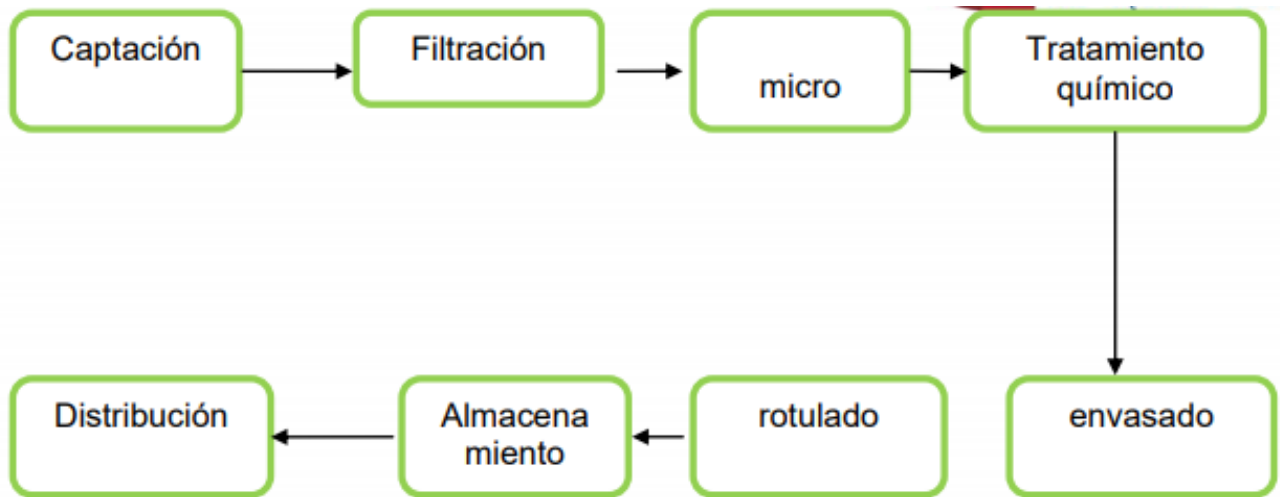 Captación
Filtración
micro
Tratamiento
químico
envasado
rotulado
Almacena
miento
Distribución